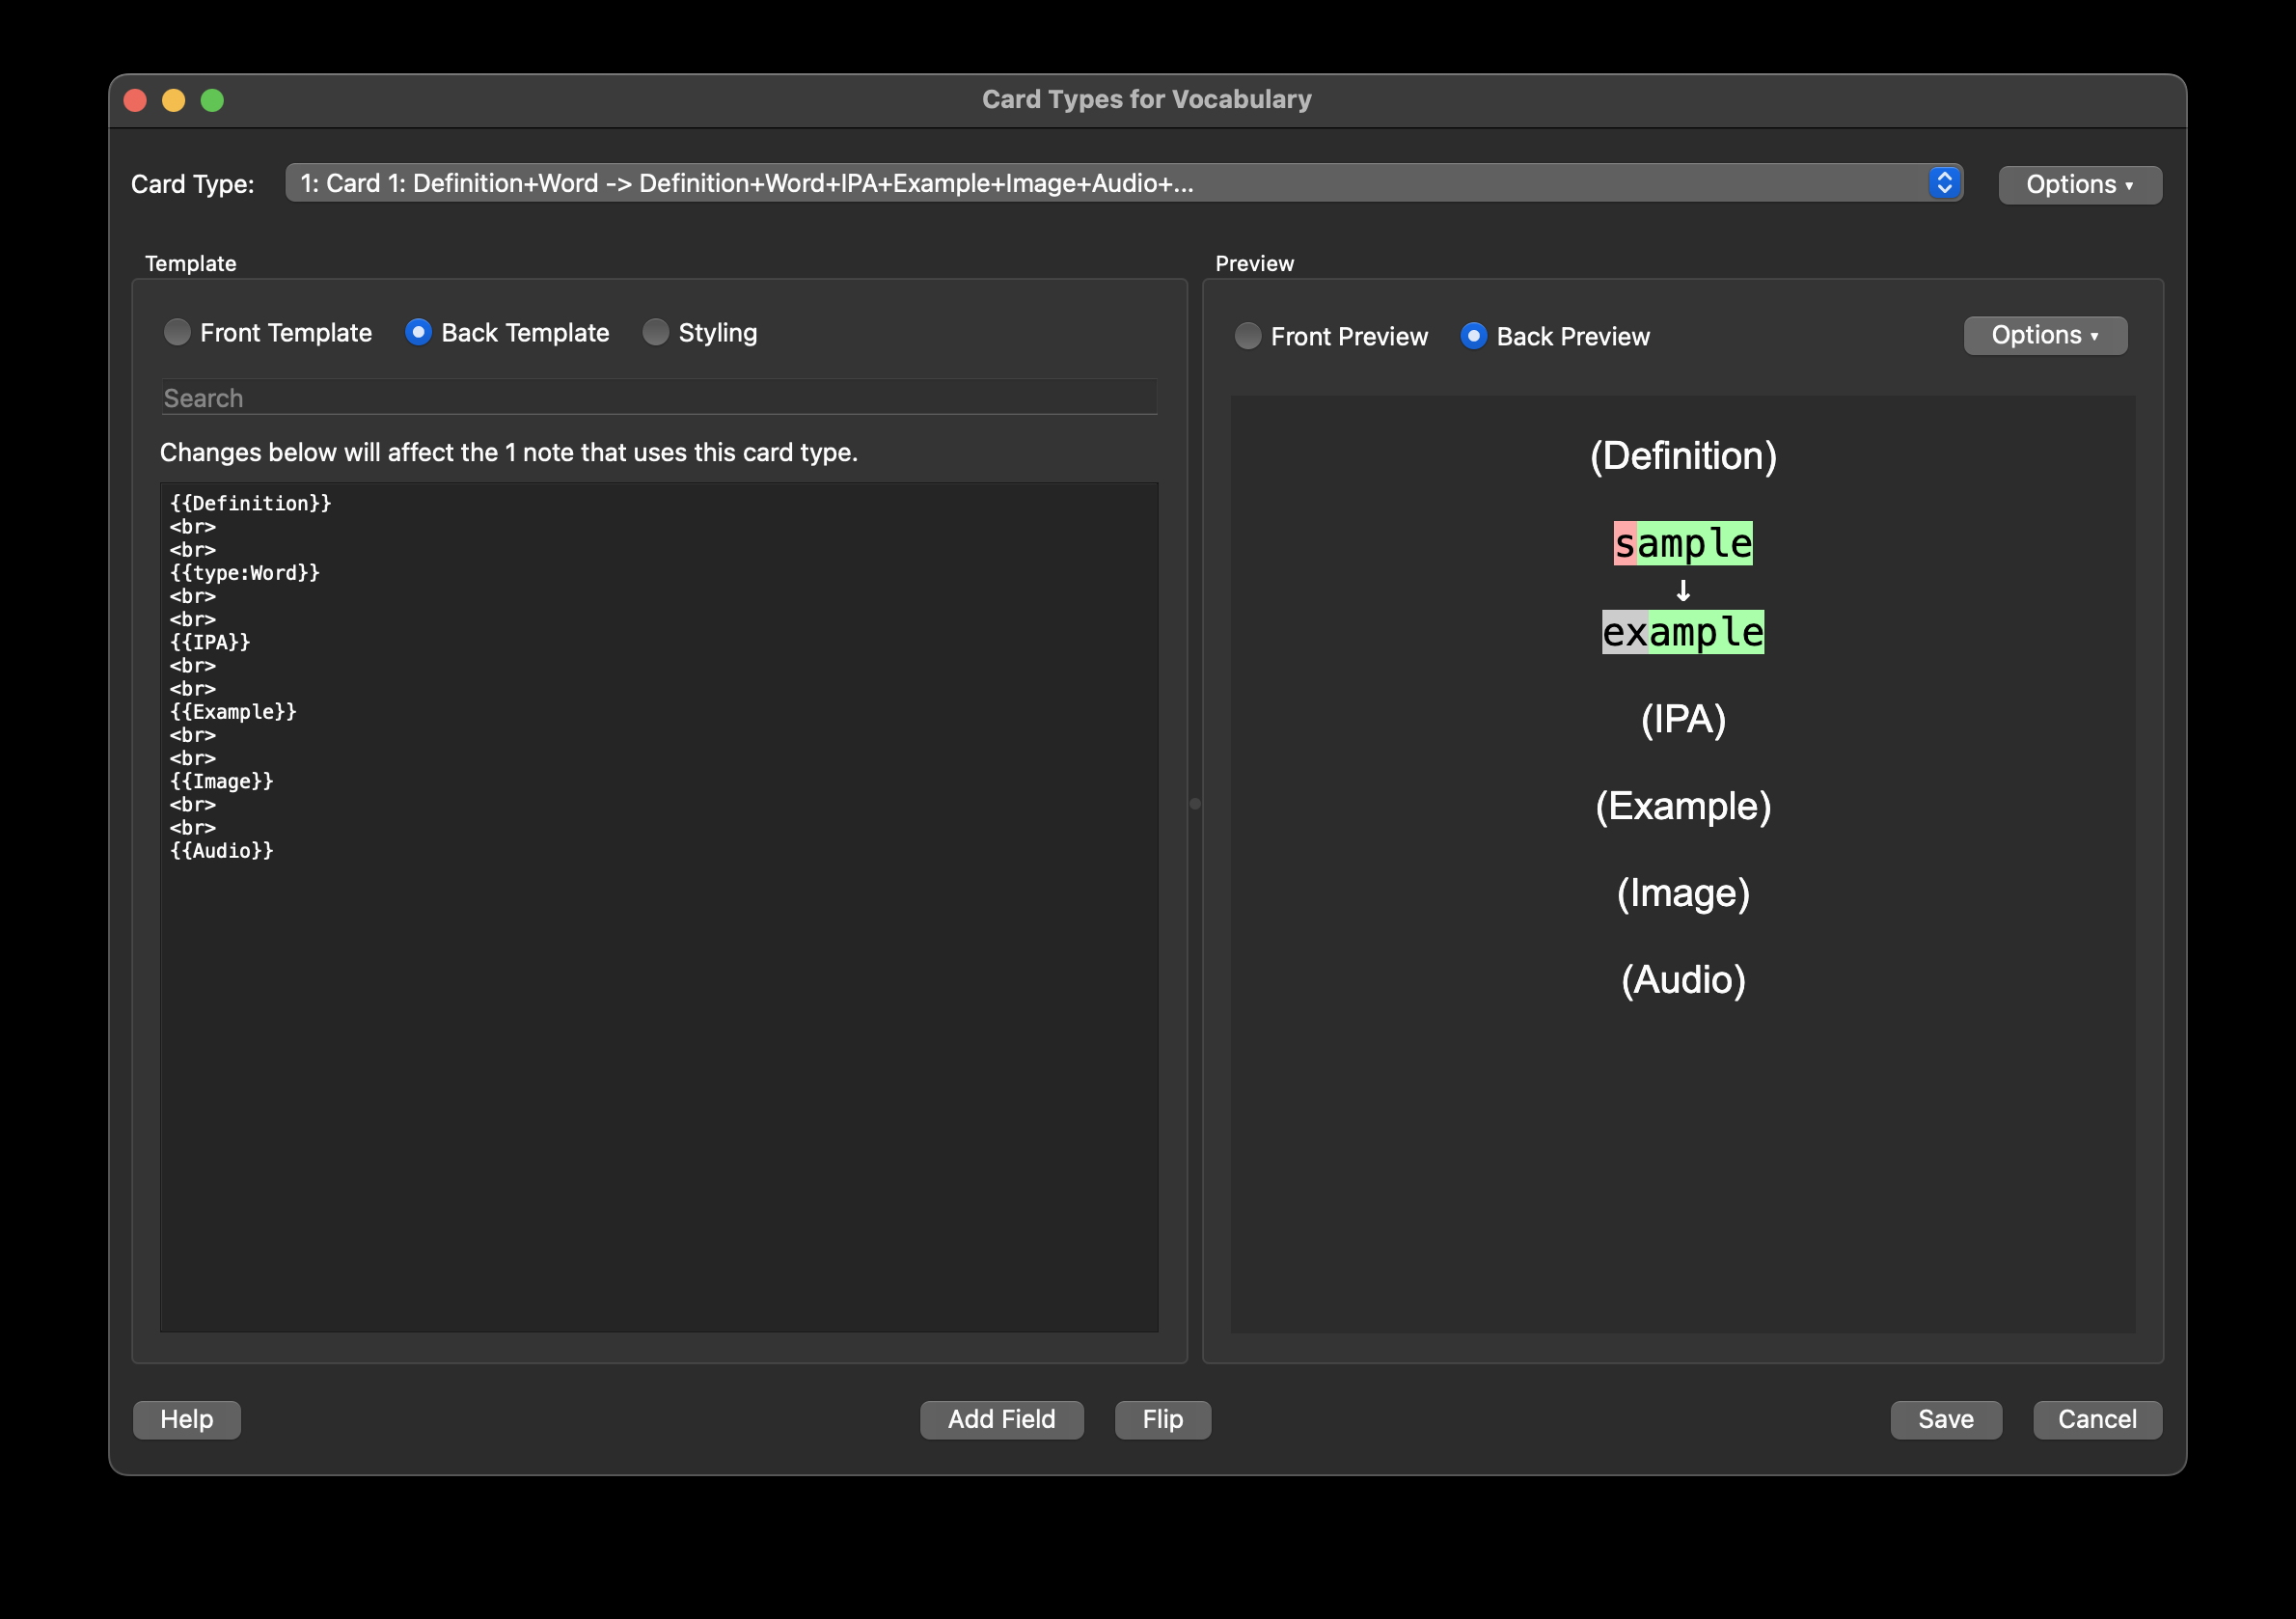 Card Types for Vocabulary
Card Type: 1: Card 1: Definition+Word -> Definition+Word+IPA+Example+Image+Audio+... Options ▾
Template
Front Template Back Template Styling
Search
Changes below will affect the 1 note that uses this card type.
{{Definition}}
<br>
<br>
{{type:Word}}
<br>
<br>
{{IPA}}
<br>
<br>
{{Example}}
<br>
<br>
{{Image}}
<br>
<br>
{{Audio}}
Preview
Front Preview Back Preview Options ▾
(Definition)
sample
↓
example
(IPA)
(Example)
(Image)
(Audio)
Help Add Field Flip Save Cancel